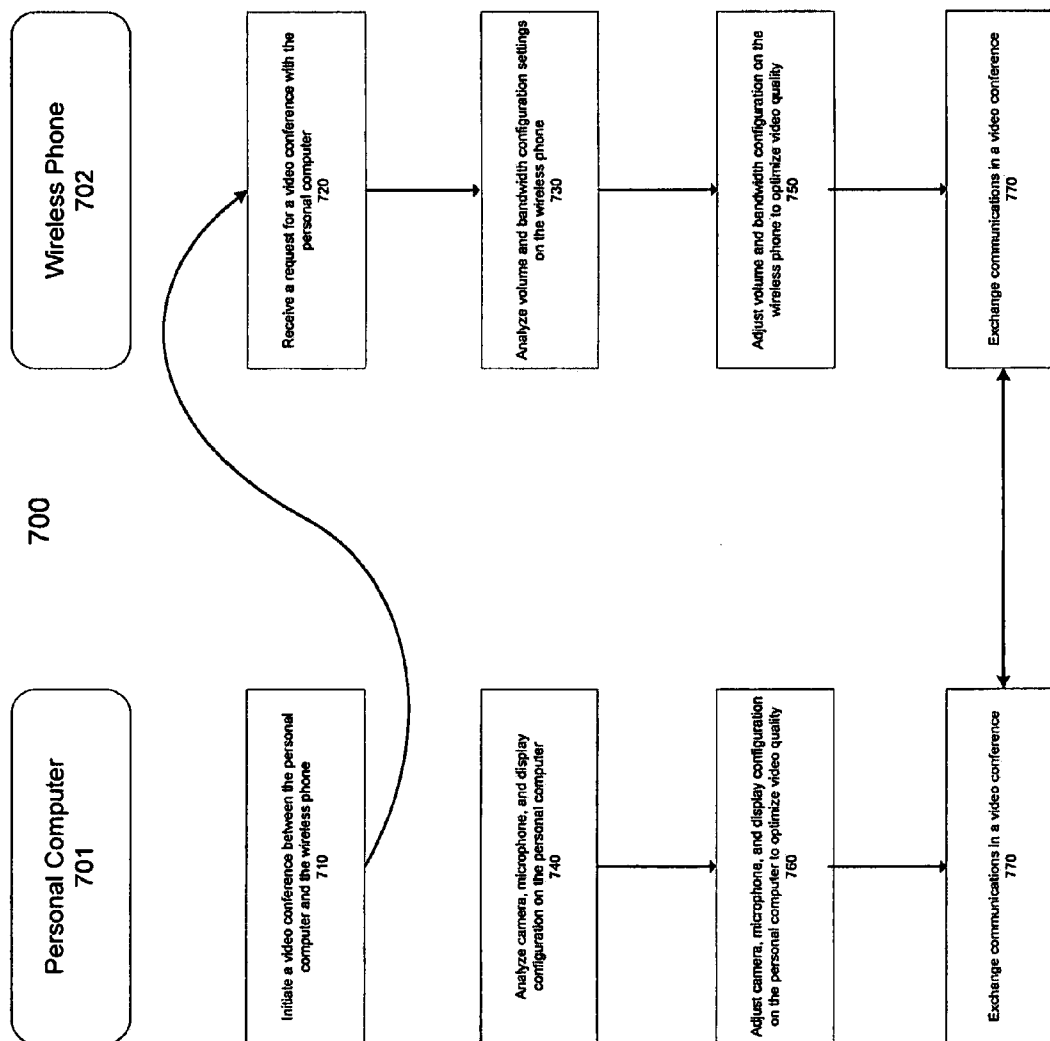 700
Personal Computer
701
Initiate a video conference between the personal
computer and the wireless phone
710
Analyze camera, microphone, and display
configuration on the personal computer
740
Adjust camera, microphone, and display configuration
on the personal computer to optimize video quality
760
Exchange communications in a video conference
770
Wireless Phone
702
Receive a request for a video conference with the
personal computer
720
Analyze volume and bandwidth configuration settings
on the wireless phone
730
Adjust volume and bandwidth configuration on the
wireless phone to optimize video quality
750
Exchange communications in a video conference
770